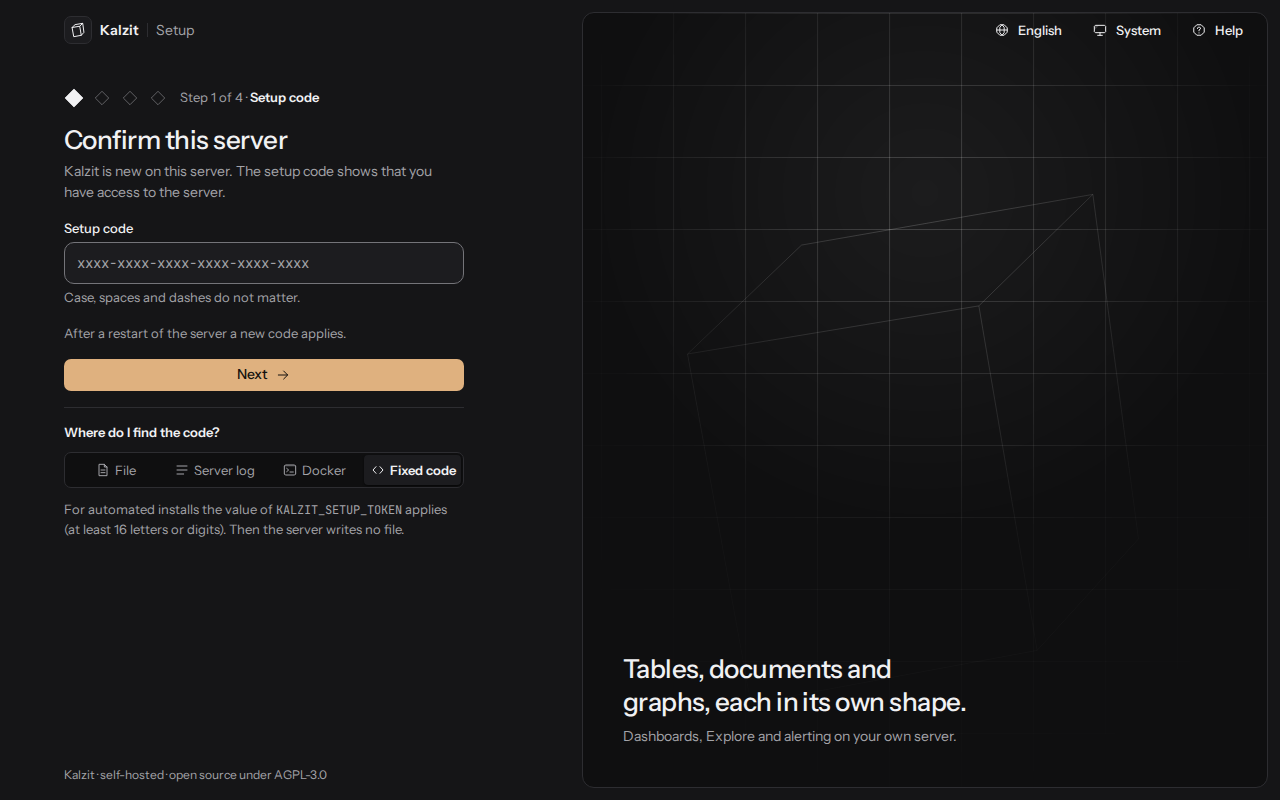 Kalzit
Setup
English
System
Help
Step 1 of 4 · Setup code
Confirm this server
Kalzit is new on this server. The setup code shows that you
have access to the server.
Setup code
xxxx-xxxx-xxxx-xxxx-xxxx-xxxx
Case, spaces and dashes do not matter.
After a restart of the server a new code applies.
Next
Where do I find the code?
File
Server log
Docker
Fixed code
For automated installs the value of KALZIT_SETUP_TOKEN applies
(at least 16 letters or digits). Then the server writes no file.
Tables, documents and
graphs, each in its own shape.
Dashboards, Explore and alerting on your own server.
Kalzit · self-hosted · open source under AGPL-3.0